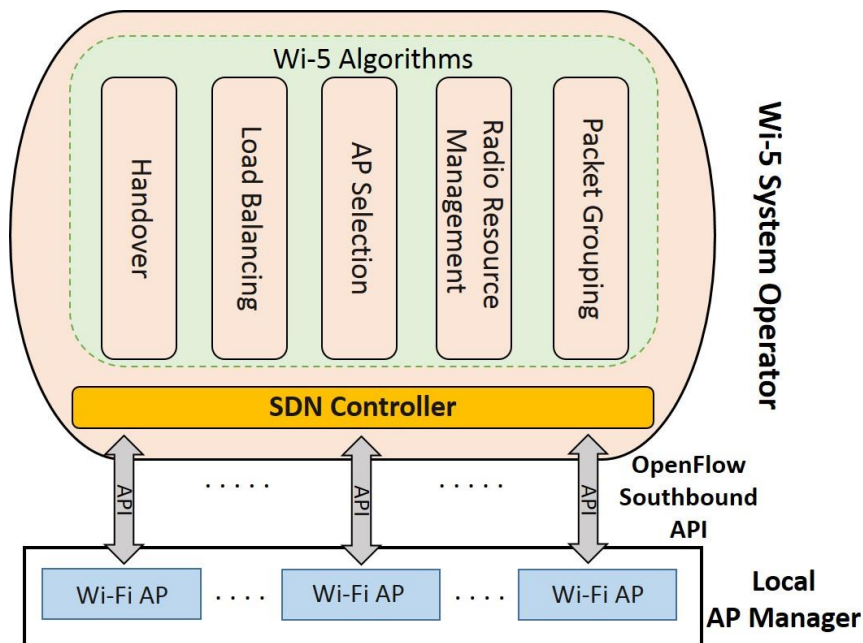 Wi-5 Algorithms
Handover
Load Balancing
AP Selection
Radio Resource
Management
Packet Grouping
Wi-5 System Operator
SDN Controller
API
. . . . .
API
. . . . .
API
OpenFlow
Southbound
API
Wi-Fi AP
. . . .
Wi-Fi AP
. . . .
Wi-Fi AP
Local
AP Manager